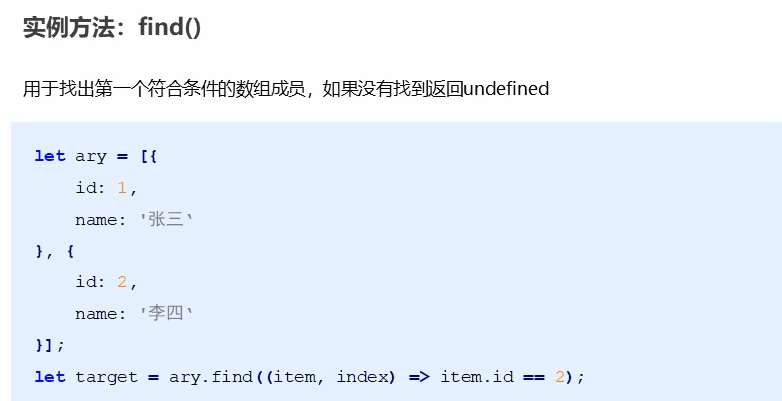 实例方法：find()
用于找出第一个符合条件的数组成员，如果没有找到返回undefined
let ary = [{
    id: 1,
    name: '张三‘
}, {
    id: 2,
    name: '李四‘
}];
let target = ary.find((item, index) => item.id == 2);